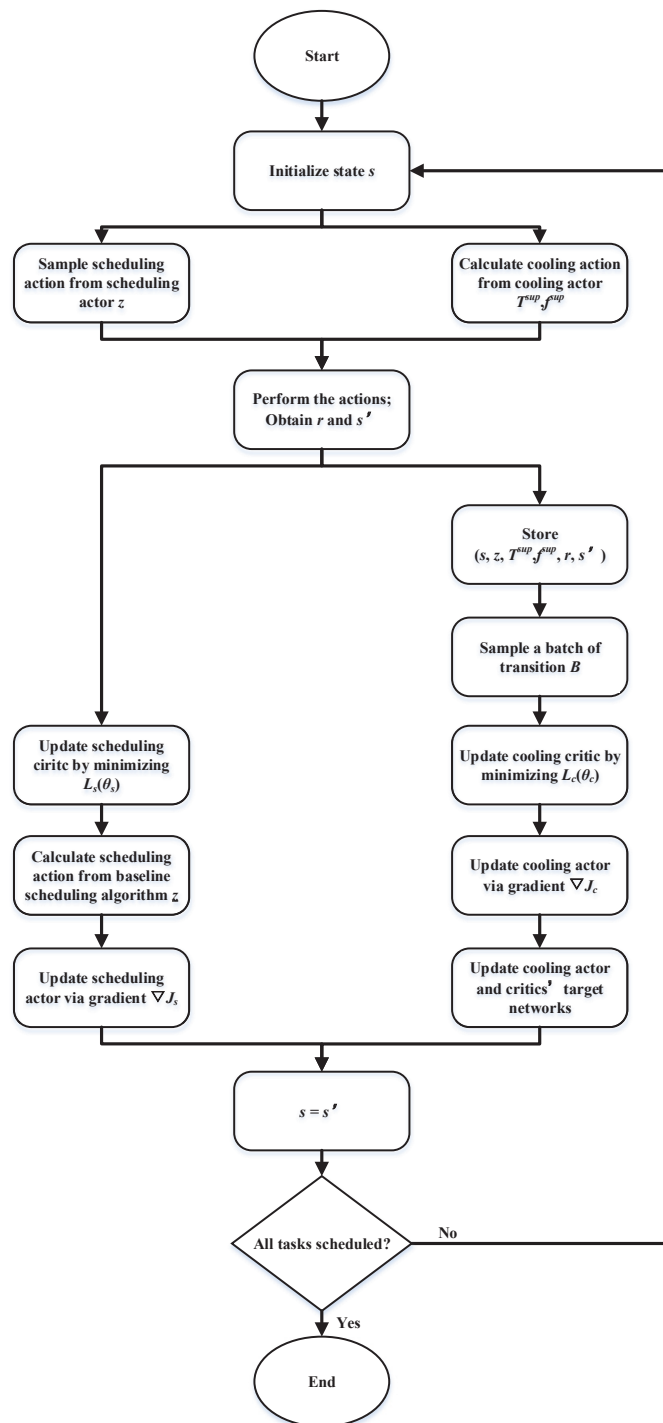 Start
Initialize state s
Sample scheduling
action from scheduling
actor z
Calculate cooling action
from cooling actor
T^sup,f^sup
Perform the actions;
Obtain r and s′
Store
(s, z, T^sup,f^sup, r, s′ )
Sample a batch of
transition B
Update scheduling
ciritc by minimizing
L_s(θ_s)
Update cooling critic by
minimizing L_c(θ_c)
Calculate scheduling
action from baseline
scheduling algorithm z
Update cooling actor
via gradient ∇J_c
Update scheduling
actor via gradient ∇J_s
Update cooling actor
and critics′ target
networks
s = s′
All tasks scheduled?
No
Yes
End